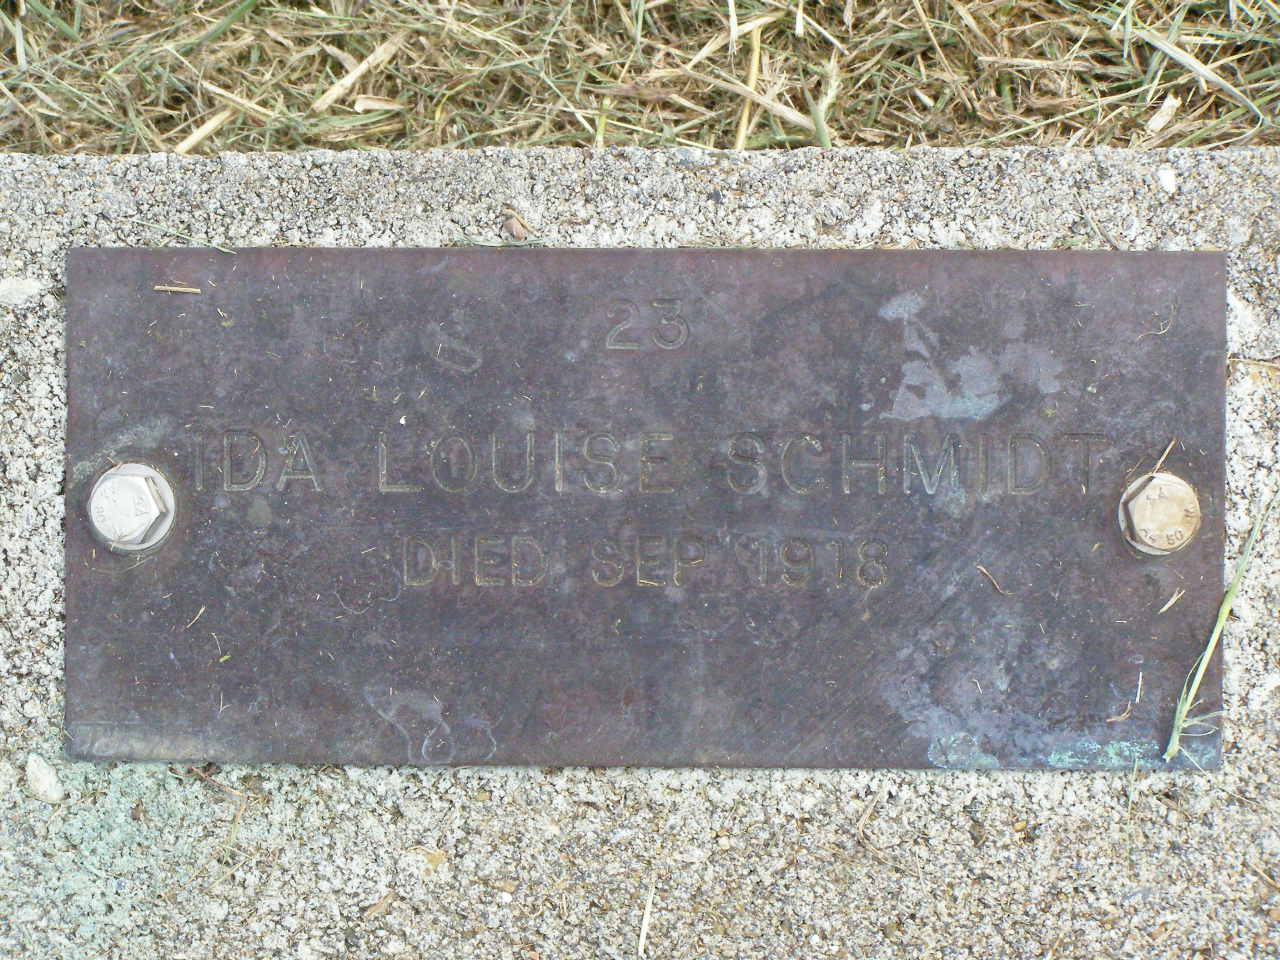 23
IDA LOUISE SCHMIDT
DIED SEP 1918